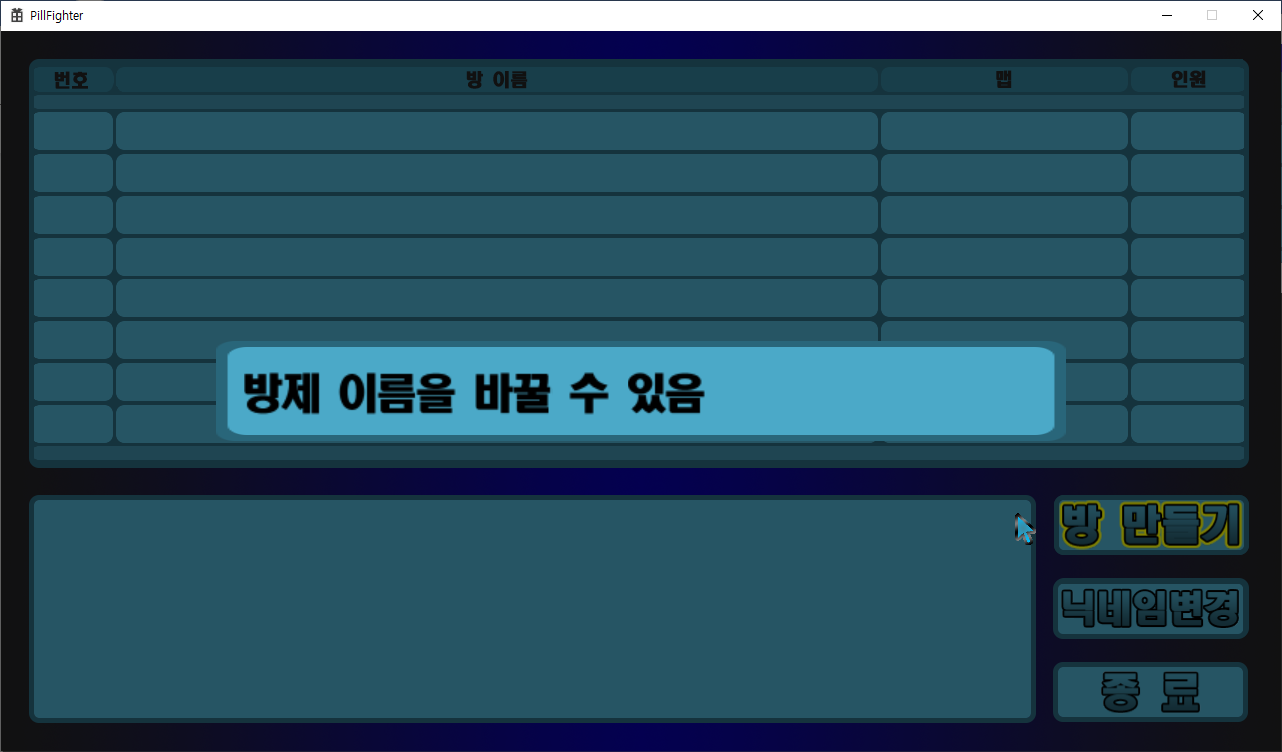 PillFighter
번호 방 이름 맵 인원
방제 이름을 바꿀 수 있음
방 만들기
닉네임변경
종 료